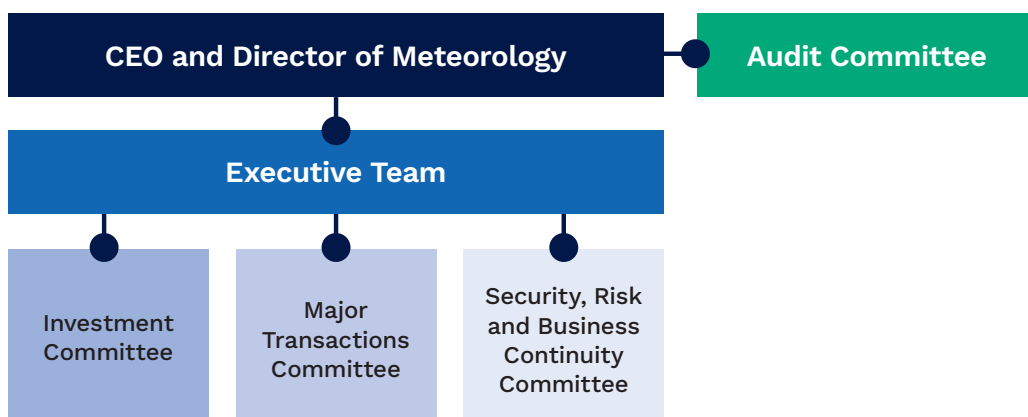 CEO and Director of Meteorology
Audit Committee
Executive Team
Investment
Committee
Major
Transactions
Committee
Security, Risk
and Business
Continuity
Committee